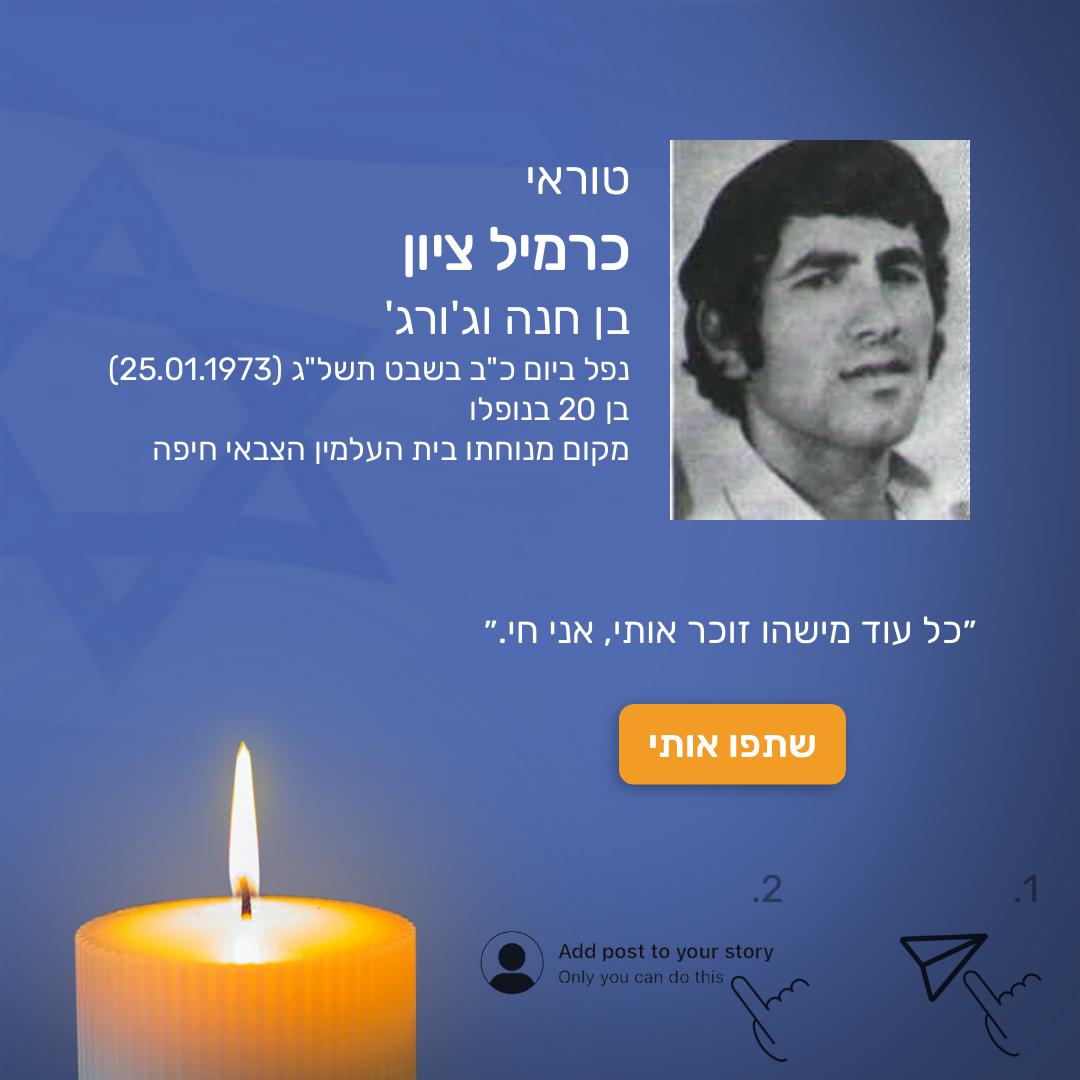 טוראי
כרמיל ציון
בן חנה וג'ורג'
נפל ביום כ"ב בשבט תשל"ג (25.01.1973)
בן 20 בנופלו
מקום מנוחתו בית העלמין הצבאי חיפה
״כל עוד מישהו זוכר אותי, אני חי.״
שתפו אותי
.1
.2
Add post to your story
Only you can do this